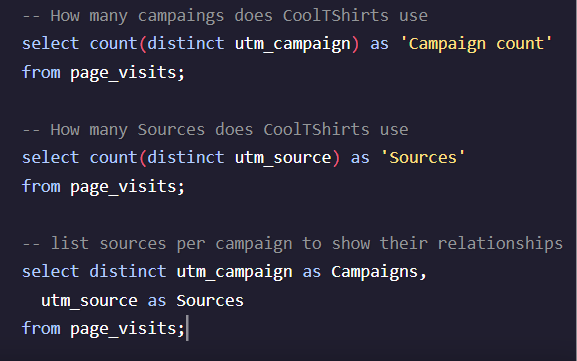 -- How many campaings does CoolTShirts use
select count(distinct utm_campaign) as 'Campaign count'
from page_visits;
-- How many Sources does CoolTShirts use
select count(distinct utm_source) as 'Sources'
from page_visits;
-- list sources per campaign to show their relationships
select distinct utm_campaign as Campaigns,
utm_source as Sources
from page_visits;